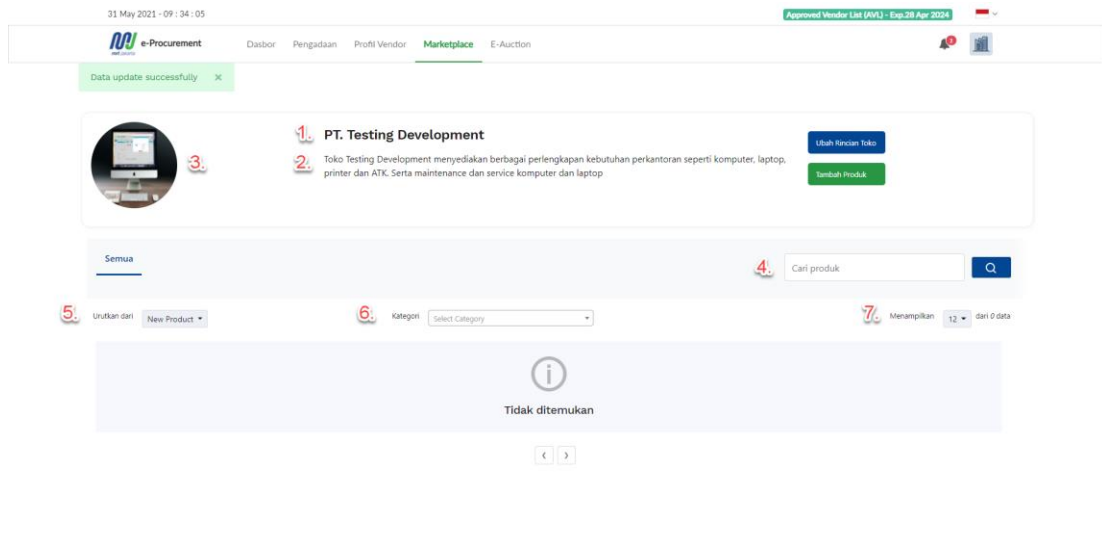 31 May 2021 - 09 : 34 : 05
Approved Vendor List (AVL) - Exp.28 Apr 2024
e-Procurement
Dasbor
Pengadaan
Profil Vendor
Marketplace
E-Auction
Data update successfully ×
1. PT. Testing Development
2. Toko Testing Development menyediakan berbagai perlengkapan kebutuhan perkantoran seperti komputer, laptop,
printer dan ATK. Serta maintenance dan service komputer dan laptop
3.
Ubah Rincian Toko
Tambah Produk
Semua
4. Cari produk
5. Urutkan dari New Product
6. Kategori Select Category
7. Menampilkan 12 dari 0 data
Tidak ditemukan